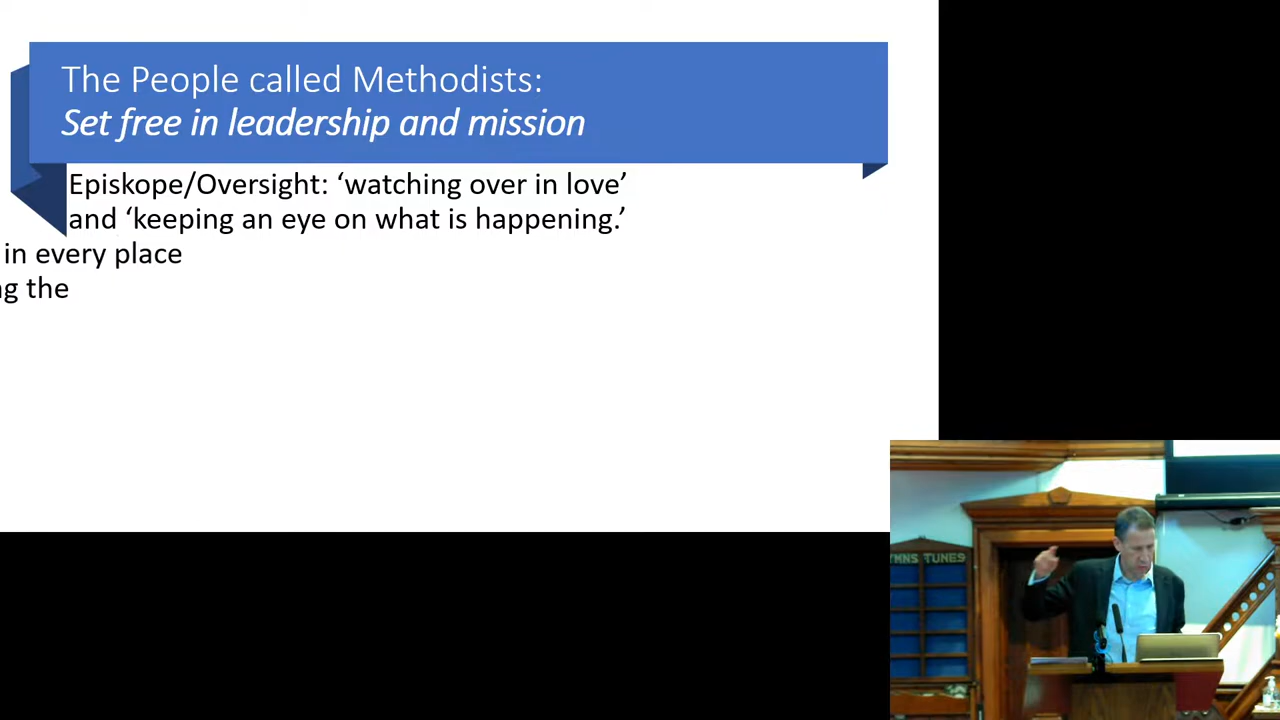 The People called Methodists:
Set free in leadership and mission
Episkope/Oversight: ‘watching over in love’
and ‘keeping an eye on what is happening.’
in every place
the
TUNES